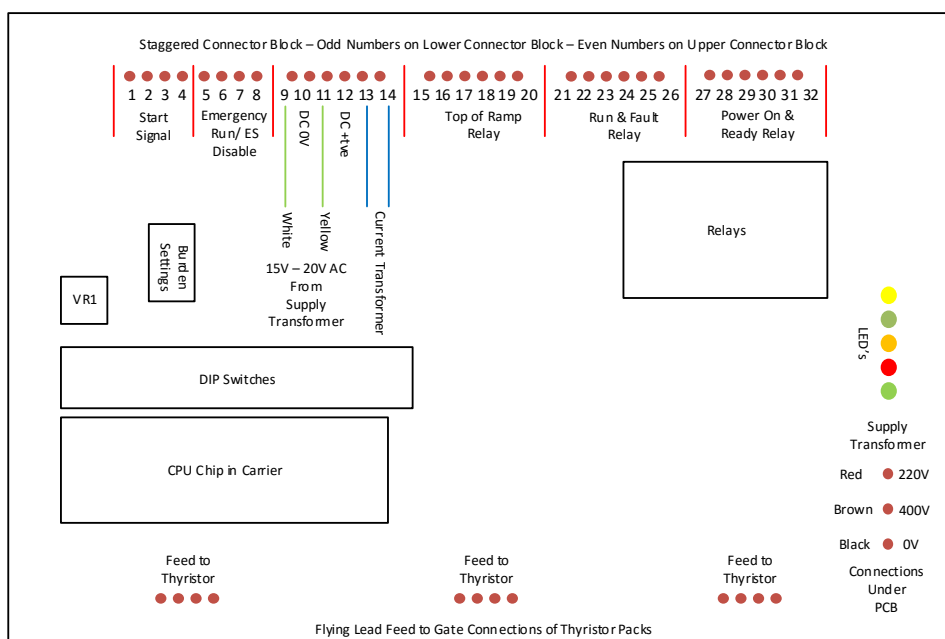 Staggered Connector Block – Odd Numbers on Lower Connector Block – Even Numbers on Upper Connector Block
1 2 3 4 5 6 7 8 9 10 11 12 13 14 15 16 17 18 19 20 21 22 23 24 25 26 27 28 29 30 31 32
Start
Signal
Emergency
Run/ ES
Disable
DC 0V
DC +tve
Top of Ramp
Relay
Run & Fault
Relay
Power On &
Ready Relay
White
Yellow
Current Transformer
15V – 20V AC
From
Supply
Transformer
Burden
Settings
VR1
Relays
LED's
DIP Switches
CPU Chip in Carrier
Supply
Transformer
Red 220V
Brown 400V
Black 0V
Connections
Under
PCB
Feed to
Thyristor
Feed to
Thyristor
Feed to
Thyristor
Flying Lead Feed to Gate Connections of Thyristor Packs